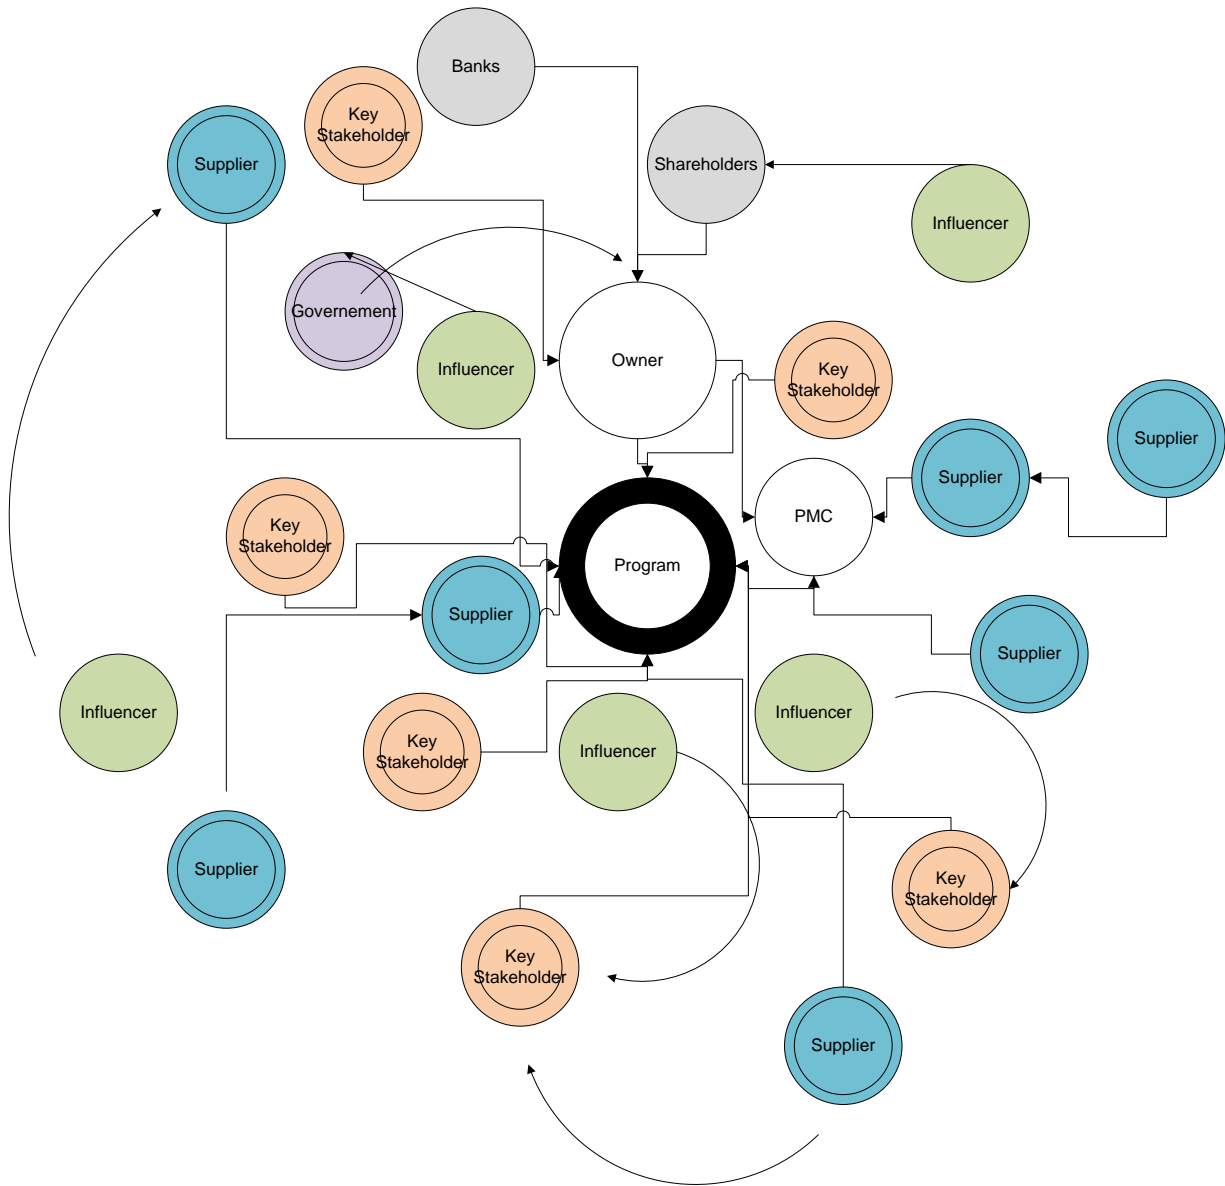 Banks
Key
Stakeholder
Supplier
Shareholders
Influencer
Governement
Influencer
Owner
Key
Stakeholder
Supplier
Supplier
PMC
Key
Stakeholder
Program
Supplier
Supplier
Influencer
Influencer
Key
Stakeholder
Influencer
Supplier
Key
Stakeholder
Key
Stakeholder
Supplier